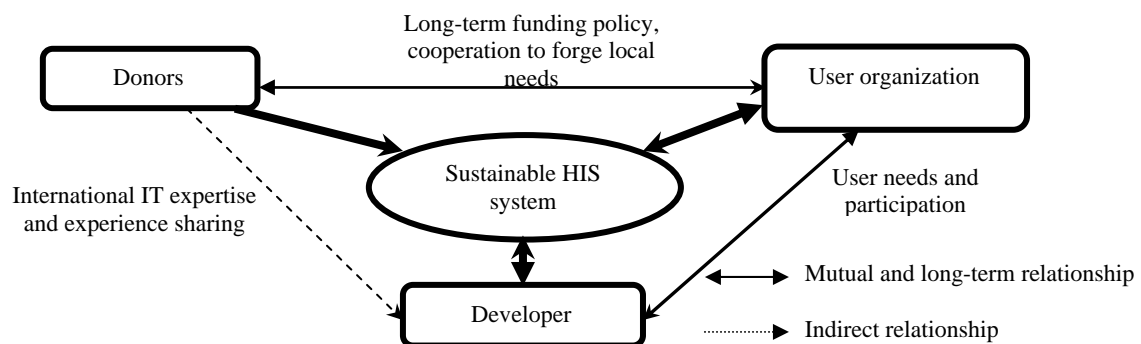 Long-term funding policy,
cooperation to forge local
needs
Donors
User organization
Sustainable HIS
system
International IT expertise
and experience sharing
User needs and
participation
Developer
Mutual and long-term relationship
Indirect relationship